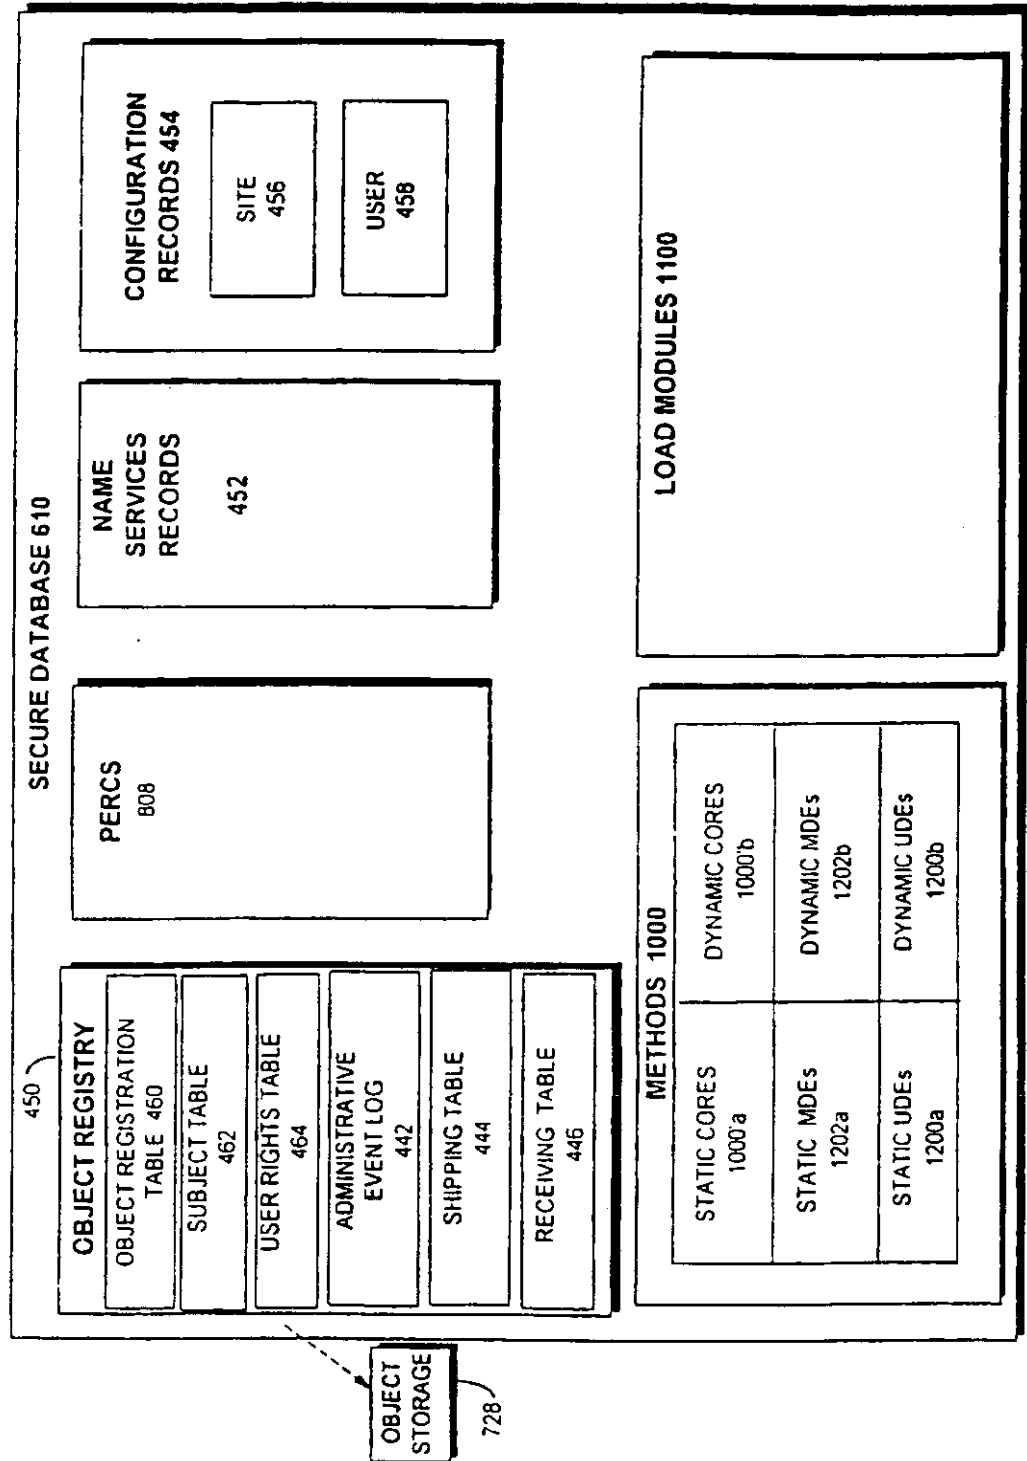 SECURE DATABASE 610
450
OBJECT REGISTRY
OBJECT REGISTRATION
TABLE 460
SUBJECT TABLE
462
USER RIGHTS TABLE
464
ADMINISTRATIVE
EVENT LOG
442
SHIPPING TABLE
444
RECEIVING TABLE
446
OBJECT
STORAGE
728
PERCS
808
NAME
SERVICES
RECORDS
452
CONFIGURATION
RECORDS 454
SITE
456
USER
458
METHODS 1000
STATIC CORES
1000'a
DYNAMIC CORES
1000'b
STATIC MDEs
1202a
DYNAMIC MDEs
1202b
STATIC UDEs
1200a
DYNAMIC UDEs
1200b
LOAD MODULES 1100